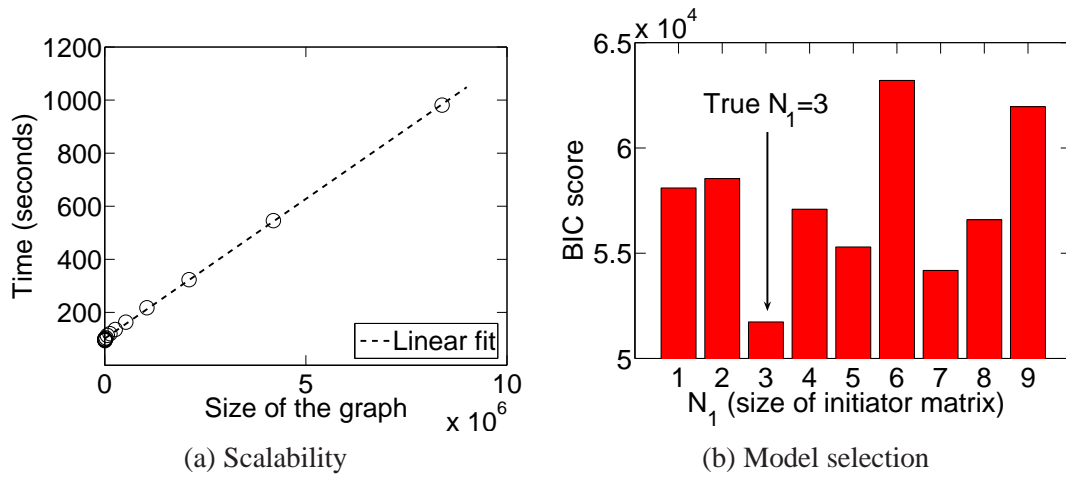 1200
1000
800
600
400
200
0
5
10
Time (seconds)
Size of the graph
x 10^6
Linear fit
(a) Scalability
x 10^4
6.5
6
5.5
5
BIC score
True N_1=3
1 2 3 4 5 6 7 8 9
N_1 (size of initiator matrix)
(b) Model selection